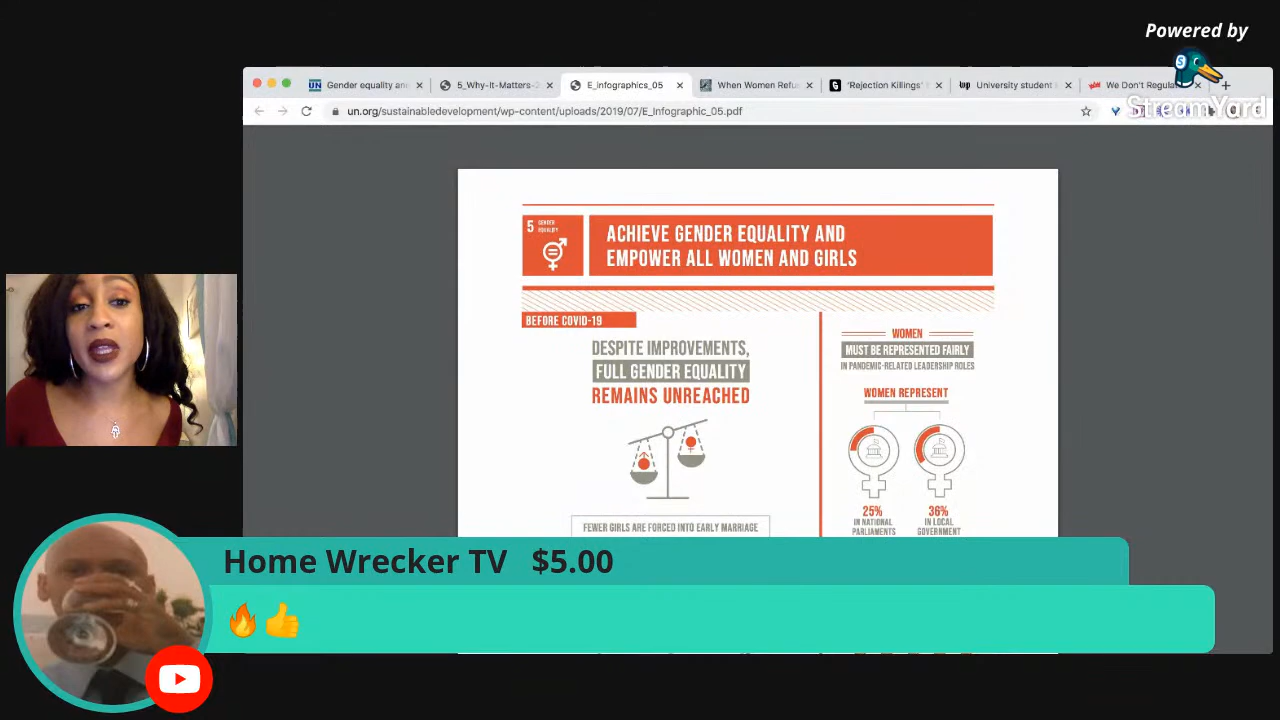 Powered by
StreamYard
UN Gender equality an
5_Why-It-Matters-2
E_Infographics_05
When Women Refu
'Rejection Killings'
University student
We Don't Regula
un.org/sustainabledevelopment/wp-content/uploads/2019/07/E_Infographic_05.pdf
5 GENDER
EQUALITY
ACHIEVE GENDER EQUALITY AND
EMPOWER ALL WOMEN AND GIRLS
BEFORE COVID-19
DESPITE IMPROVEMENTS,
FULL GENDER EQUALITY
REMAINS UNREACHED
FEWER GIRLS ARE FORCED INTO EARLY MARRIAGE
WOMEN
MUST BE REPRESENTED FAIRLY
IN PANDEMIC-RELATED LEADERSHIP ROLES
WOMEN REPRESENT
25% 36%
IN NATIONAL IN LOCAL
PARLIAMENTS GOVERNMENT
Home Wrecker TV $5.00
🔥👍